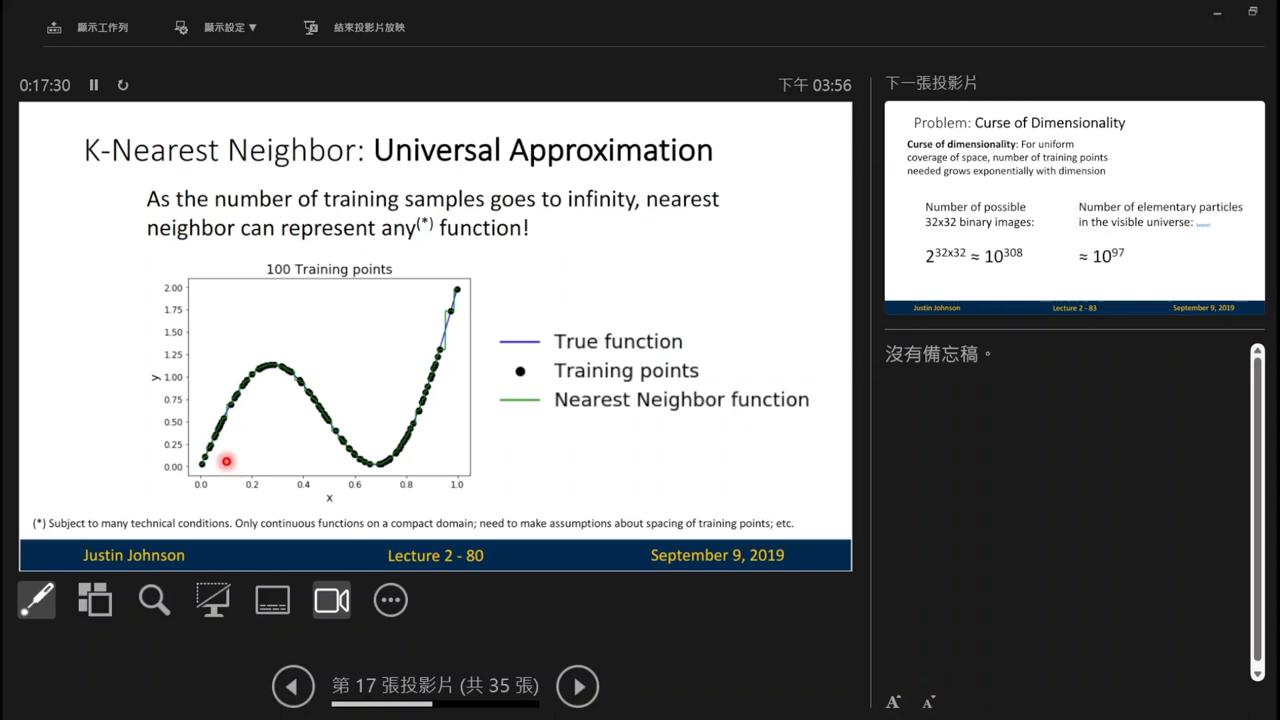 顯示工作列
顯示設定 ▼
結束投影片放映
0:17:30
下午 03:56
K-Nearest Neighbor: Universal Approximation
As the number of training samples goes to infinity, nearest
neighbor can represent any(*) function!
100 Training points
2.00
1.75
1.50
1.25
1.00
0.75
0.50
0.25
0.00
y
0.0 0.2 0.4 0.6 0.8 1.0
x
True function
Training points
Nearest Neighbor function
(*) Subject to many technical conditions. Only continuous functions on a compact domain; need to make assumptions about spacing of training points; etc.
Justin Johnson
Lecture 2 - 80
September 9, 2019
第 17 張投影片 (共 35 張)
下一張投影片
Problem: Curse of Dimensionality
Curse of dimensionality: For uniform
coverage of space, number of training points
needed grows exponentially with dimension
Number of possible
32x32 binary images:
2^32x32 ≈ 10^308
Number of elementary particles
in the visible universe:
≈ 10^97
Justin Johnson
Lecture 2 - 83
September 9, 2019
沒有備忘稿。
A A